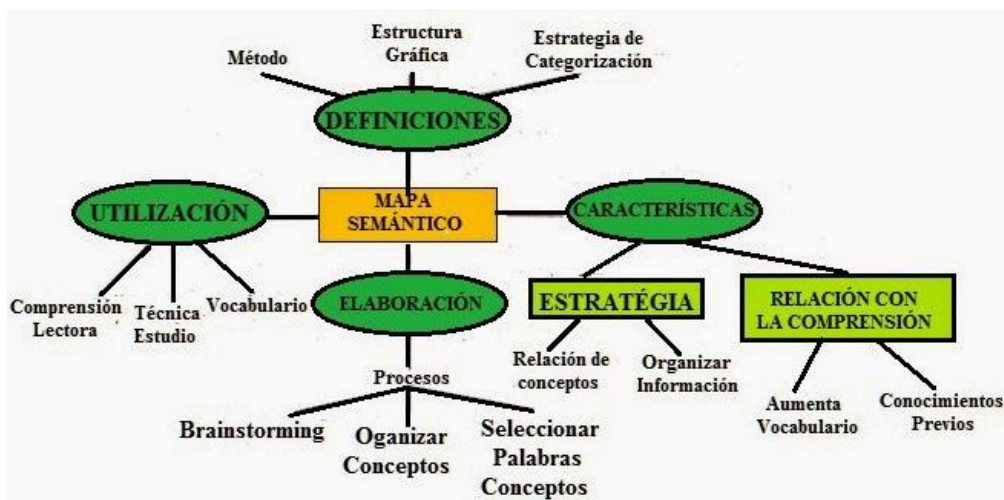 Método
Estructura
Gráfica
Estrategia de
Categorización
DEFINICIONES
MAPA
SEMÁNTICO
UTILIZACIÓN
CARACTERÍSTICAS
Comprensión
Lectora
Técnica
Estudio
Vocabulario
ELABORACIÓN
ESTRATÉGIA
RELACIÓN CON
LA COMPRENSIÓN
Relación de
conceptos
Organizar
Información
Aumenta
Vocabulario
Conocimientos
Previos
Procesos
Brainstorming
Oganizar
Conceptos
Seleccionar
Palabras
Conceptos